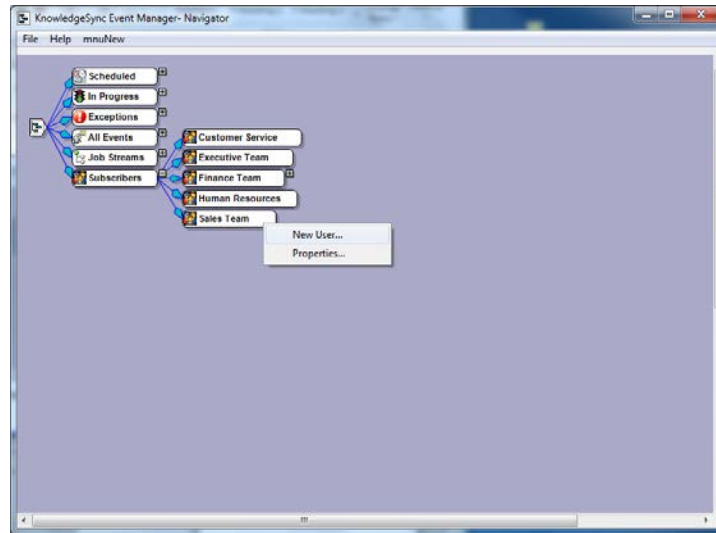 KnowledgeSync Event Manager- Navigator
File Help mnuNew
Scheduled
In Progress
Exceptions
All Events
Job Streams
Subscribers
Customer Service
Executive Team
Finance Team
Human Resources
Sales Team
New User...
Properties...